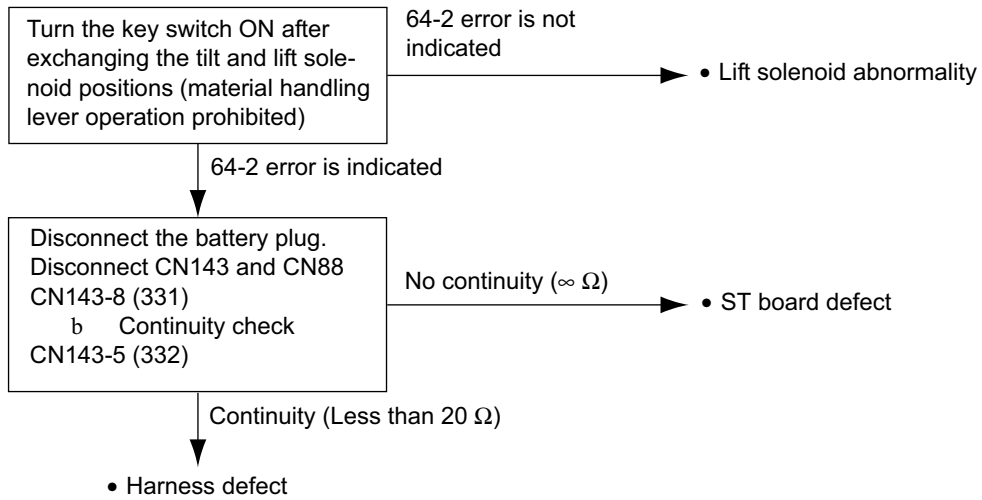 Turn the key switch ON after
exchanging the tilt and lift sole-
noid positions (material handling
lever operation prohibited)
64-2 error is not
indicated
• Lift solenoid abnormality
64-2 error is indicated
Disconnect the battery plug.
Disconnect CN143 and CN88
CN143-8 (331)
b Continuity check
CN143-5 (332)
No continuity (∞ Ω)
• ST board defect
Continuity (Less than 20 Ω)
• Harness defect